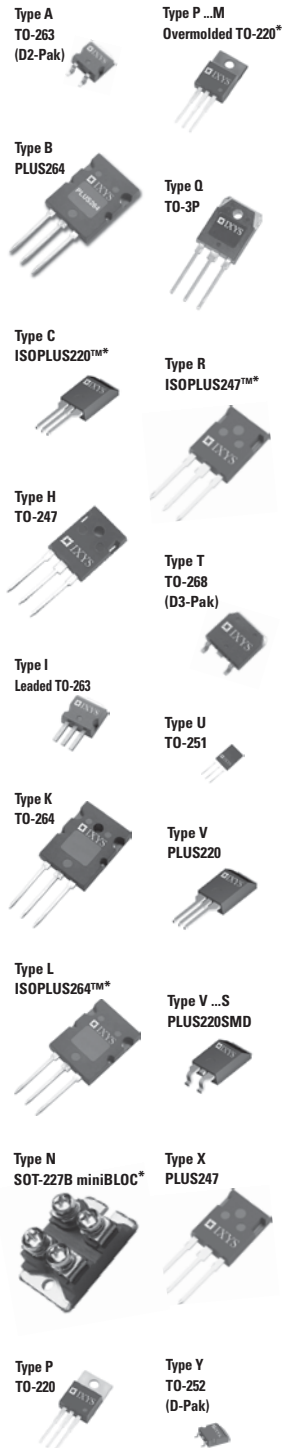 Type A
TO-263
(D2-Pak)
Type B
PLUS264
IXYS
PLUS264
Type C
ISOPLUS220™*
IXYS
Type H
TO-247
IXYS
Type I
Leaded TO-263
IXYS
Type K
TO-264
IXYS
Type L
ISOPLUS264™*
IXYS
Type N
SOT-227B miniBLOC*
Type P
TO-220
IXYS
Type P ...M
Overmolded TO-220*
IXYS
Type Q
TO-3P
IXYS
Type R
ISOPLUS247™*
IXYS
Type T
TO-268
(D3-Pak)
IXYS
Type U
TO-251
Type V
PLUS220
IXYS
Type V ...S
PLUS220SMD
IXYS
Type X
PLUS247
IXYS
Type Y
TO-252
(D-Pak)